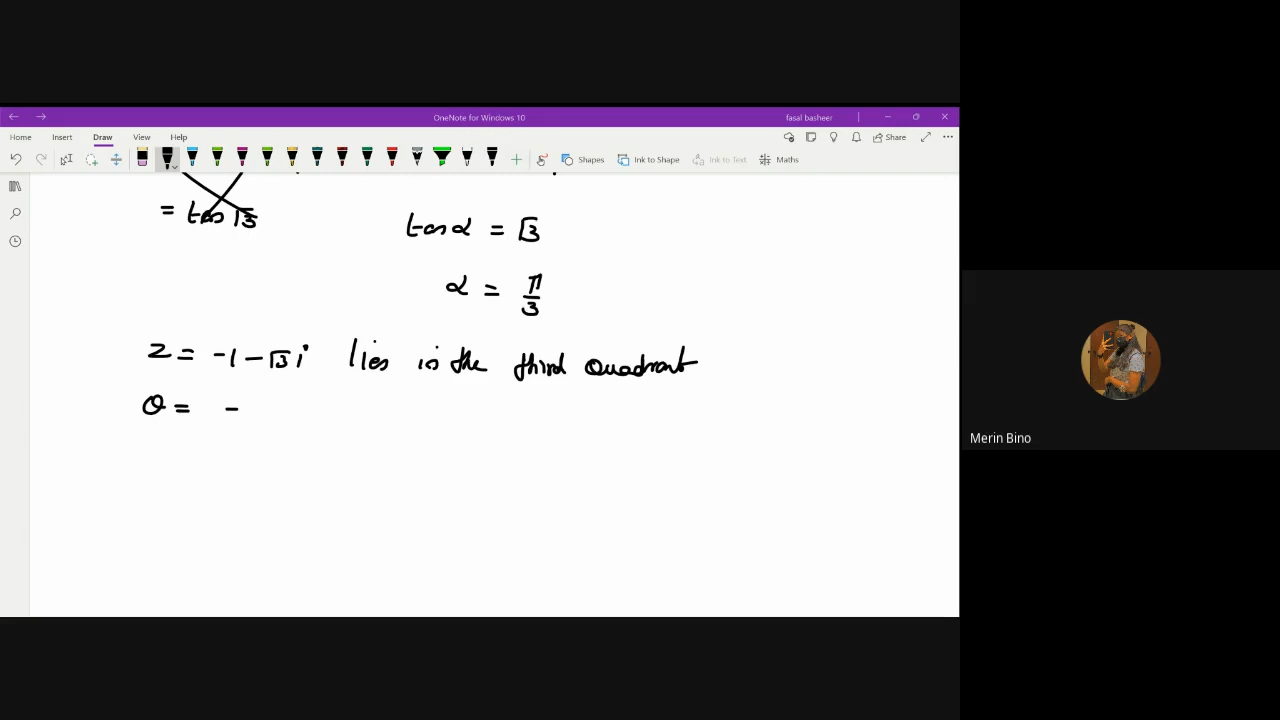 OneNote for Windows 10
fasal basheer
Home Insert Draw View Help
Share
Shapes Ink to Shape Ink to Text Maths
= tan √3
tan α = √3
α = π/3
z = -1 - √3 i lies in the third Quadrant
θ = -
Merin Bino